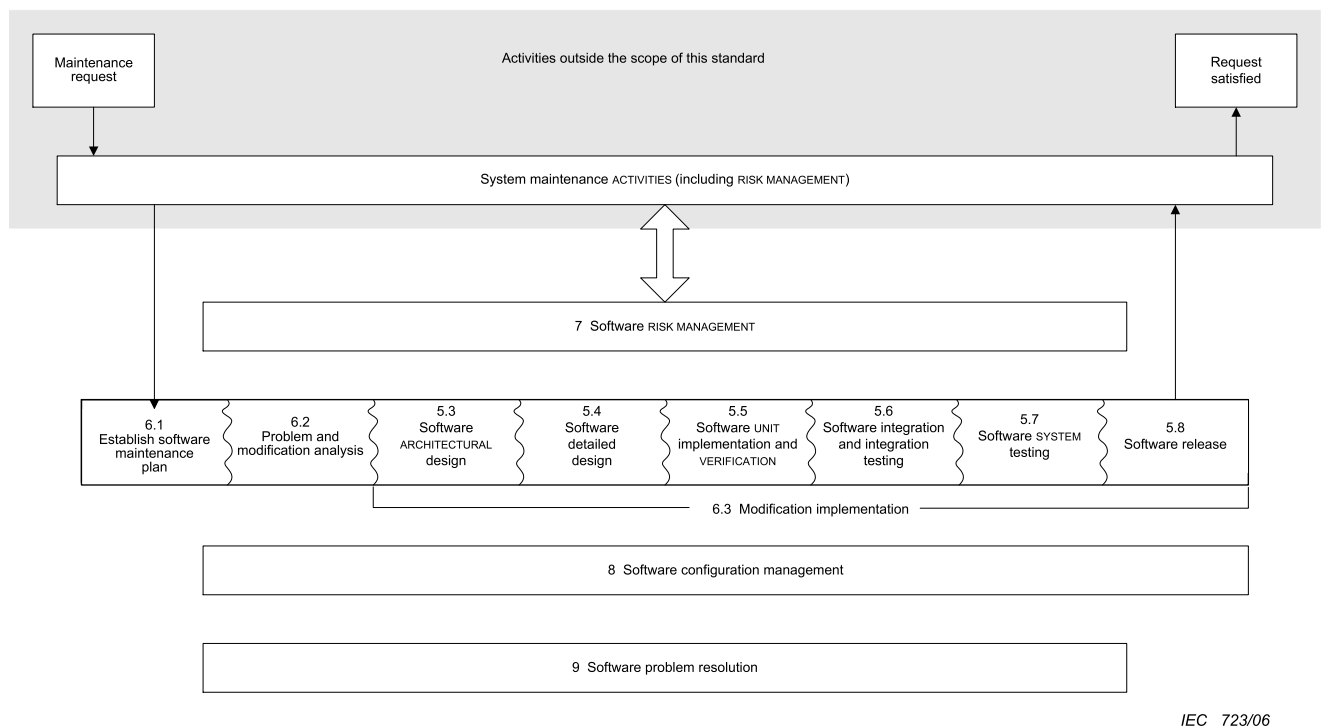 Maintenance
request
Activities outside the scope of this standard
Request
satisfied
System maintenance ACTIVITIES (including RISK MANAGEMENT)
7 Software RISK MANAGEMENT
6.1
Establish software
maintenance
plan
6.2
Problem and
modification analysis
5.3
Software
ARCHITECTURAL
design
5.4
Software
detailed
design
5.5
Software UNIT
implementation and
VERIFICATION
5.6
Software integration
and integration
testing
5.7
Software SYSTEM
testing
5.8
Software release
6.3 Modification implementation
8 Software configuration management
9 Software problem resolution
IEC 723/06